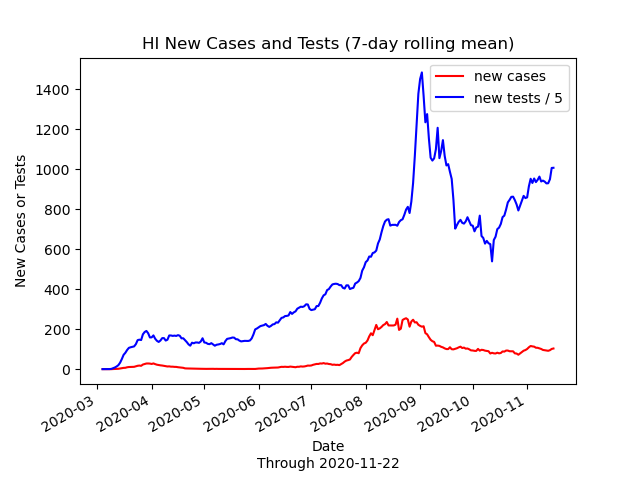 HI New Cases and Tests (7-day rolling mean)
new cases
new tests / 5
New Cases or Tests
1400
1200
1000
800
600
400
200
0
2020-03
2020-04
2020-05
2020-06
2020-07
2020-08
2020-09
2020-10
2020-11
Date
Through 2020-11-22